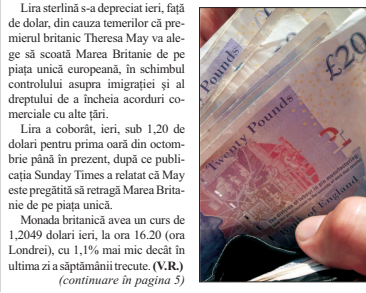 Lira sterlină s-a depreciat ieri, față
de dolar, din cauza temerilor că pre-
mierul britanic Theresa May va ale-
ge să scoată Marea Britanie de pe
piața unică europeană, în schimbul
controlului asupra imigrației și al
dreptului de a încheia acorduri co-
merciale cu alte țări.
Lira a coborât, ieri, sub 1,20 de
dolari pentru prima oară din octom-
brie până în prezent, după ce publi-
cația Sunday Times a relatat că May
este pregătită să retragă Marea Brita-
nie de pe piața unică.
Monada britanică avea un curs de
1,2049 dolari ieri, la ora 16.20 (ora
Londrei), cu 1,1% mai mic decât în
ultima zi a săptămânii trecute. (V.R.)
(continuare în pagina 5)
£20
Pounds
Twenty Pounds
of England